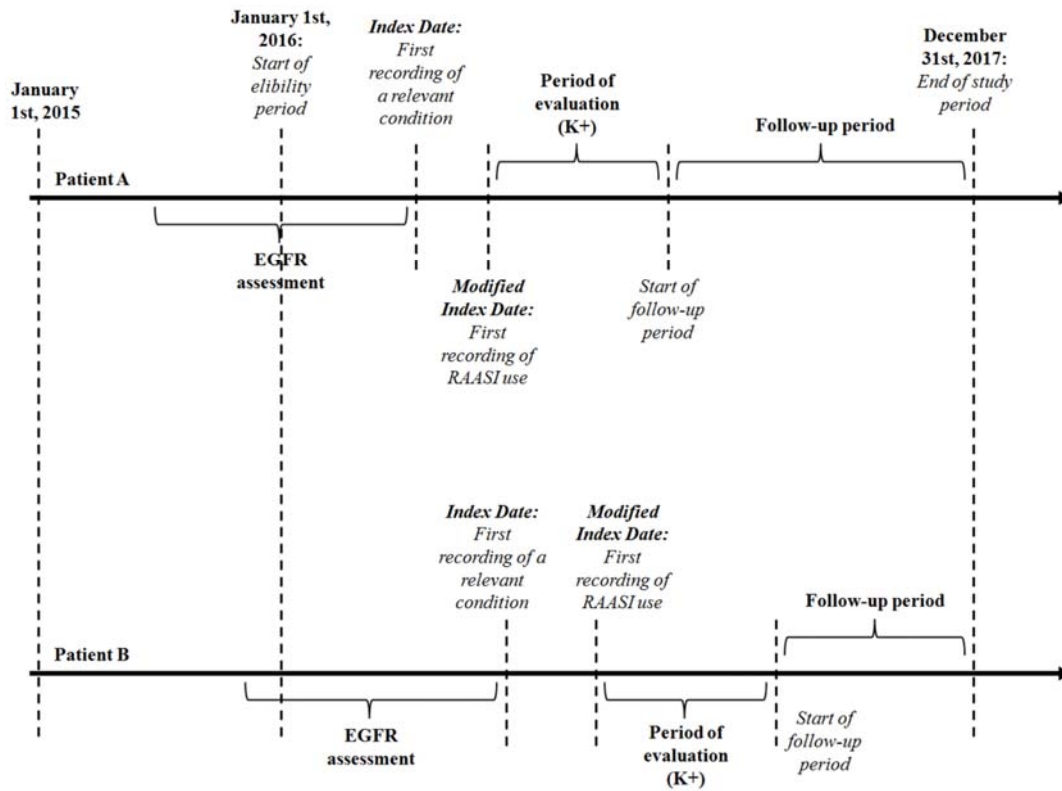 January
1st, 2015
January 1st,
2016:
Start of
elibility
period
Index Date:
First
recording of
a relevant
condition
Period of
evaluation
(K+)
Follow-up period
December
31st, 2017:
End of study
period
Patient A
EGFR
assessment
Modified
Index Date:
First
recording of
RAASI use
Start of
follow-up
period
Index Date:
First
recording of a
relevant
condition
Modified
Index Date:
First
recording of
RAASI use
Follow-up period
Patient B
EGFR
assessment
Period of
evaluation
(K+)
Start of
follow-up
period